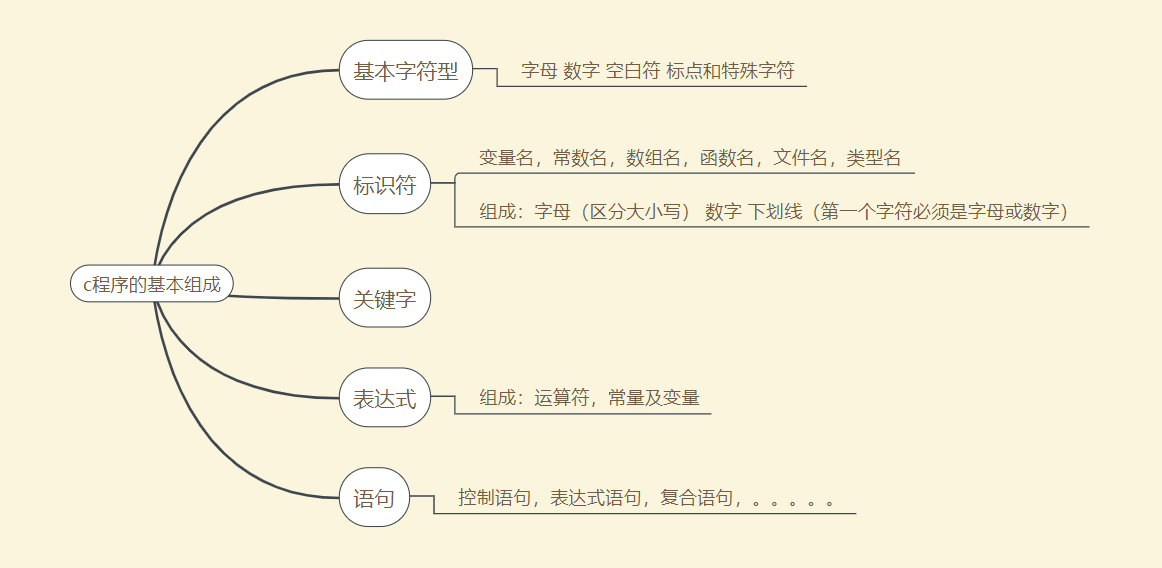 基本字符型
字母 数字 空白符 标点和特殊字符
变量名，常数名，数组名，函数名，文件名，类型名
标识符
组成：字母（区分大小写） 数字 下划线（第一个字符必须是字母或数字）
c程序的基本组成
关键字
表达式
组成：运算符，常量及变量
语句
控制语句，表达式语句，复合语句，。。。。。